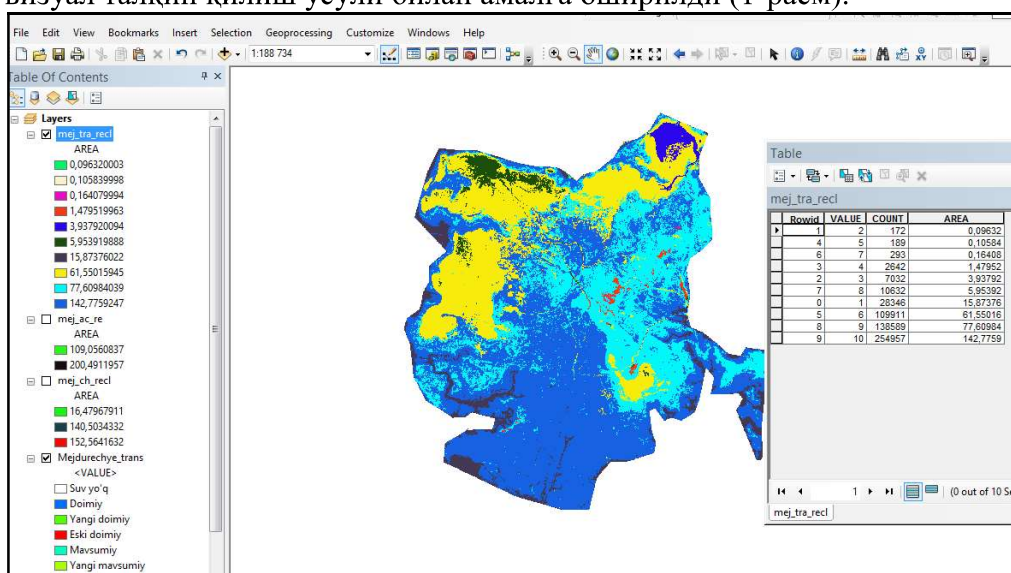 визуал талқин қилиш усули билан амалга оширилди (1-расм).
File Edit View Bookmarks Insert Selection Geoprocessing Customize Windows Help
1:188 734
Table Of Contents
Layers
mej_tra_recl
AREA
0,096320003
0,105839998
0,164079994
1,479519963
3,937920094
5,953919888
15,87376022
61,55015945
77,60984039
142,7759247
mej_ac_re
AREA
109,0560837
200,4911957
mej_ch_recl
AREA
16,47967911
140,5034332
152,5641632
Mejdurechye_trans
<VALUE>
Suv yo'q
Doimiy
Yangi doimiy
Eski doimiy
Mavsumiy
Yangi mavsumiy
Table
mej_tra_recl
Rowid VALUE COUNT AREA
1 2 172 0,09632
4 5 189 0,10584
6 7 293 0,16408
3 4 2642 1,47952
2 3 7032 3,93792
7 8 10632 5,95392
0 1 28346 15,87376
5 6 109911 61,55016
8 9 138589 77,60984
9 10 254957 142,7759
1 (0 out of 10 Se
mej_tra_recl